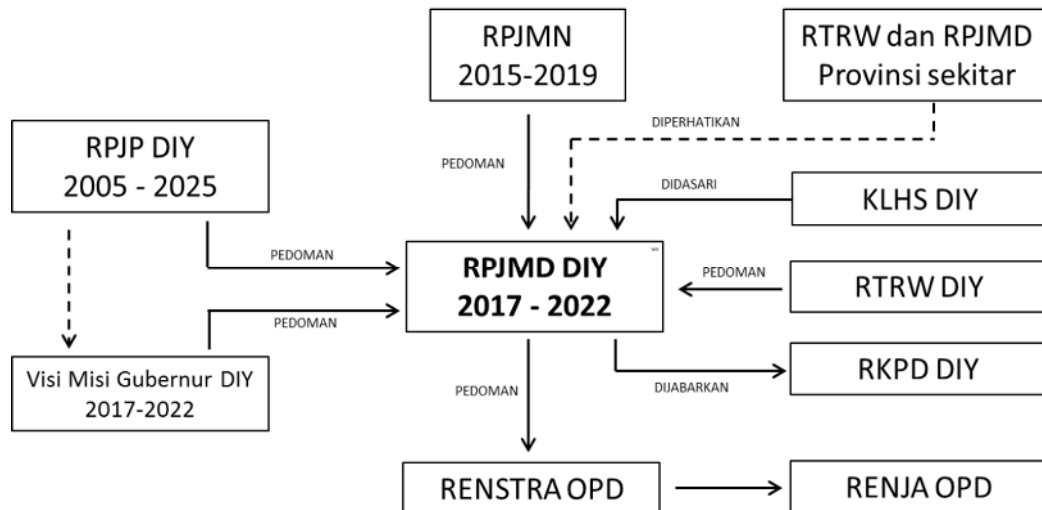 RPJMN
2015-2019
RTRW dan RPJMD
Provinsi sekitar
RPJP DIY
2005 - 2025
DIPERHATIKAN
PEDOMAN
DIDASARI
KLHS DIY
PEDOMAN
RPJMD DIY
2017 - 2022
PEDOMAN
RTRW DIY
PEDOMAN
Visi Misi Gubernur DIY
2017-2022
PEDOMAN
DIJABARKAN
RKPD DIY
RENSTRA OPD
RENJA OPD